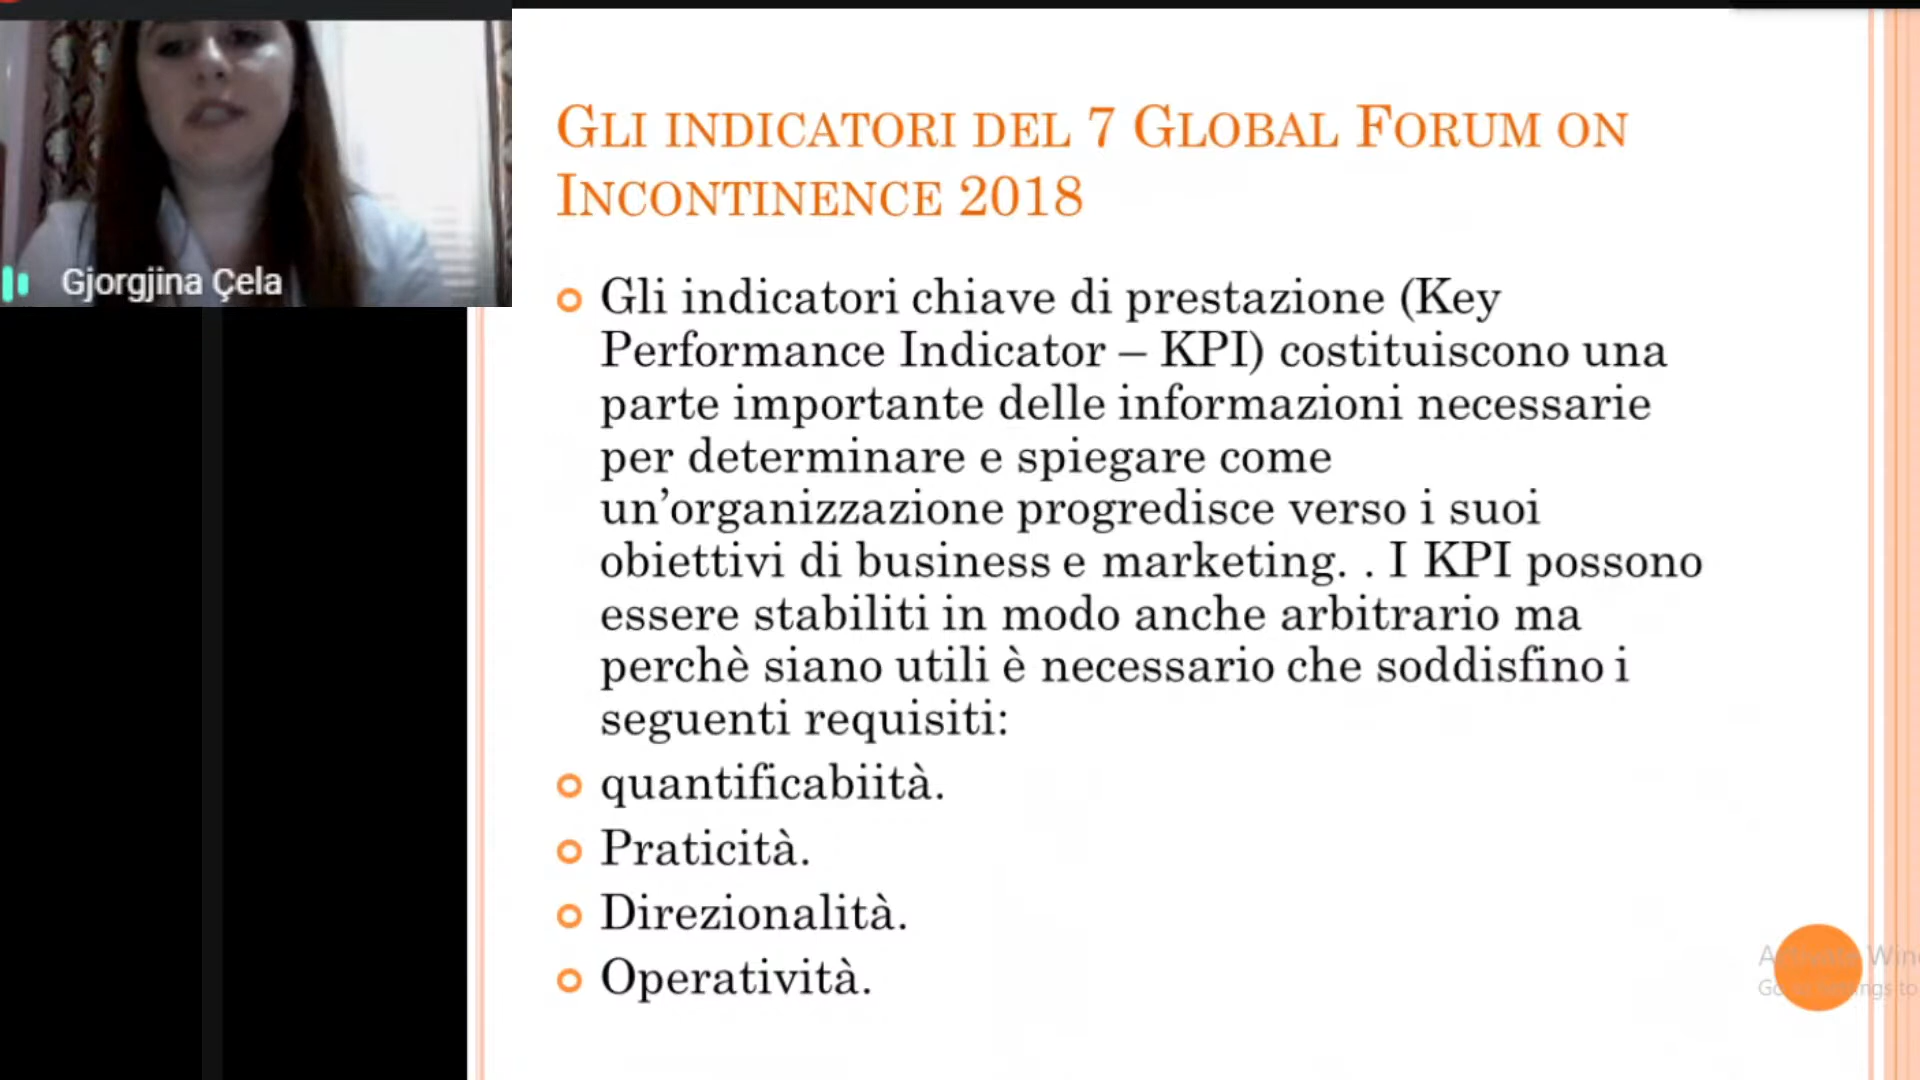 Gjorgjina Çela
GLI INDICATORI DEL 7 GLOBAL FORUM ON
INCONTINENCE 2018
Gli indicatori chiave di prestazione (Key
Performance Indicator – KPI) costituiscono una
parte importante delle informazioni necessarie
per determinare e spiegare come
un’organizzazione progredisce verso i suoi
obiettivi di business e marketing. . I KPI possono
essere stabiliti in modo anche arbitrario ma
perchè siano utili è necessario che soddisfino i
seguenti requisiti:
quantificabiità.
Praticità.
Direzionalità.
Operatività.